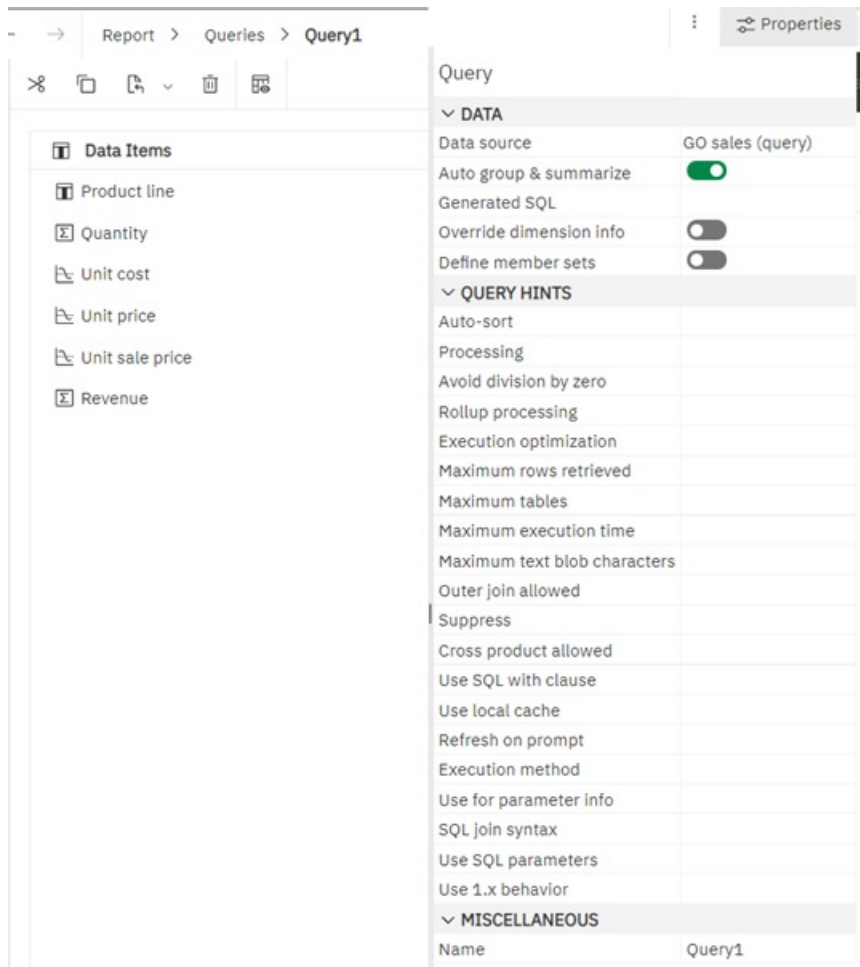 Report > Queries > Query1
Properties
Data Items
Product line
Quantity
Unit cost
Unit price
Unit sale price
Revenue
Query
DATA
Data source GO sales (query)
Auto group & summarize
Generated SQL
Override dimension info
Define member sets
QUERY HINTS
Auto-sort
Processing
Avoid division by zero
Rollup processing
Execution optimization
Maximum rows retrieved
Maximum tables
Maximum execution time
Maximum text blob characters
Outer join allowed
Suppress
Cross product allowed
Use SQL with clause
Use local cache
Refresh on prompt
Execution method
Use for parameter info
SQL join syntax
Use SQL parameters
Use 1.x behavior
MISCELLANEOUS
Name Query1